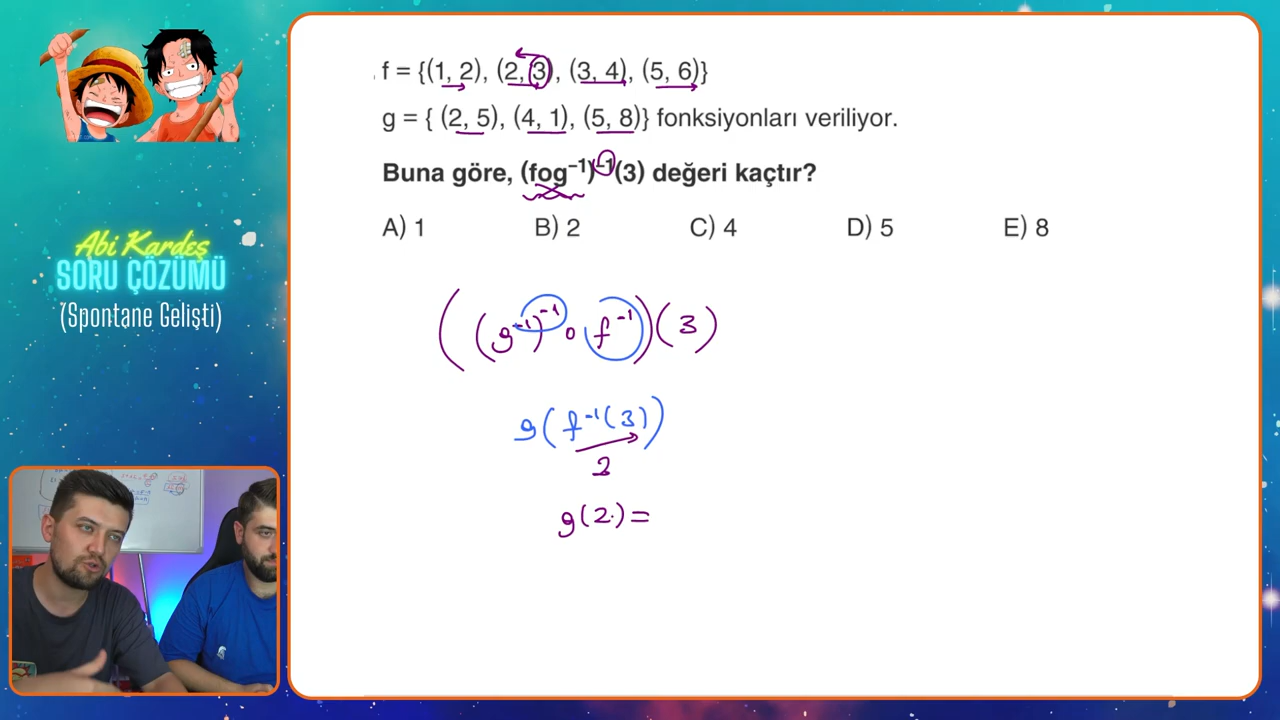 f = {(1, 2), (2, 3), (3, 4), (5, 6)}
g = { (2, 5), (4, 1), (5, 8)} fonksiyonları veriliyor.
Buna göre, (fog⁻¹)⁻¹(3) değeri kaçtır?
A) 1 B) 2 C) 4 D) 5 E) 8
Abi Kardeş
SORU ÇÖZÜMÜ
(Spontane Gelişti)
((g⁻¹)⁻¹ o f⁻¹)(3)
g(f⁻¹(3))
2
g(2)=